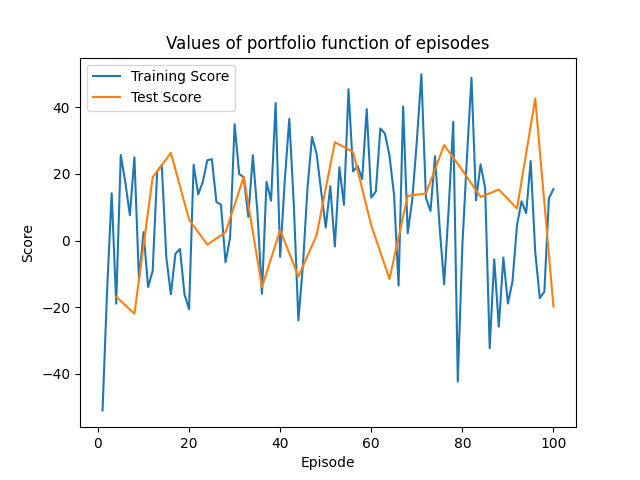 Values of portfolio function of episodes
Training Score
Test Score
40
20
0
−20
−40
Score
0
20
40
60
80
100
Episode